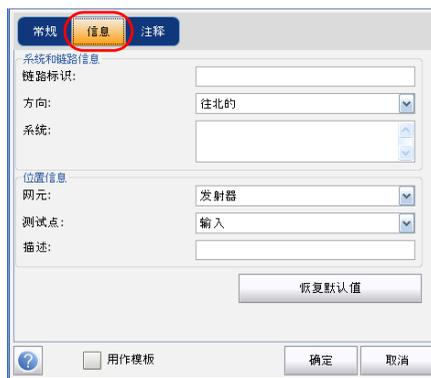 常规 信息 注释
系统和链路信息
链路标识:
方向: 往北的
系统:
位置信息
网元: 发射器
测试点: 输入
描述:
恢复默认值
? 用作模板 确定 取消